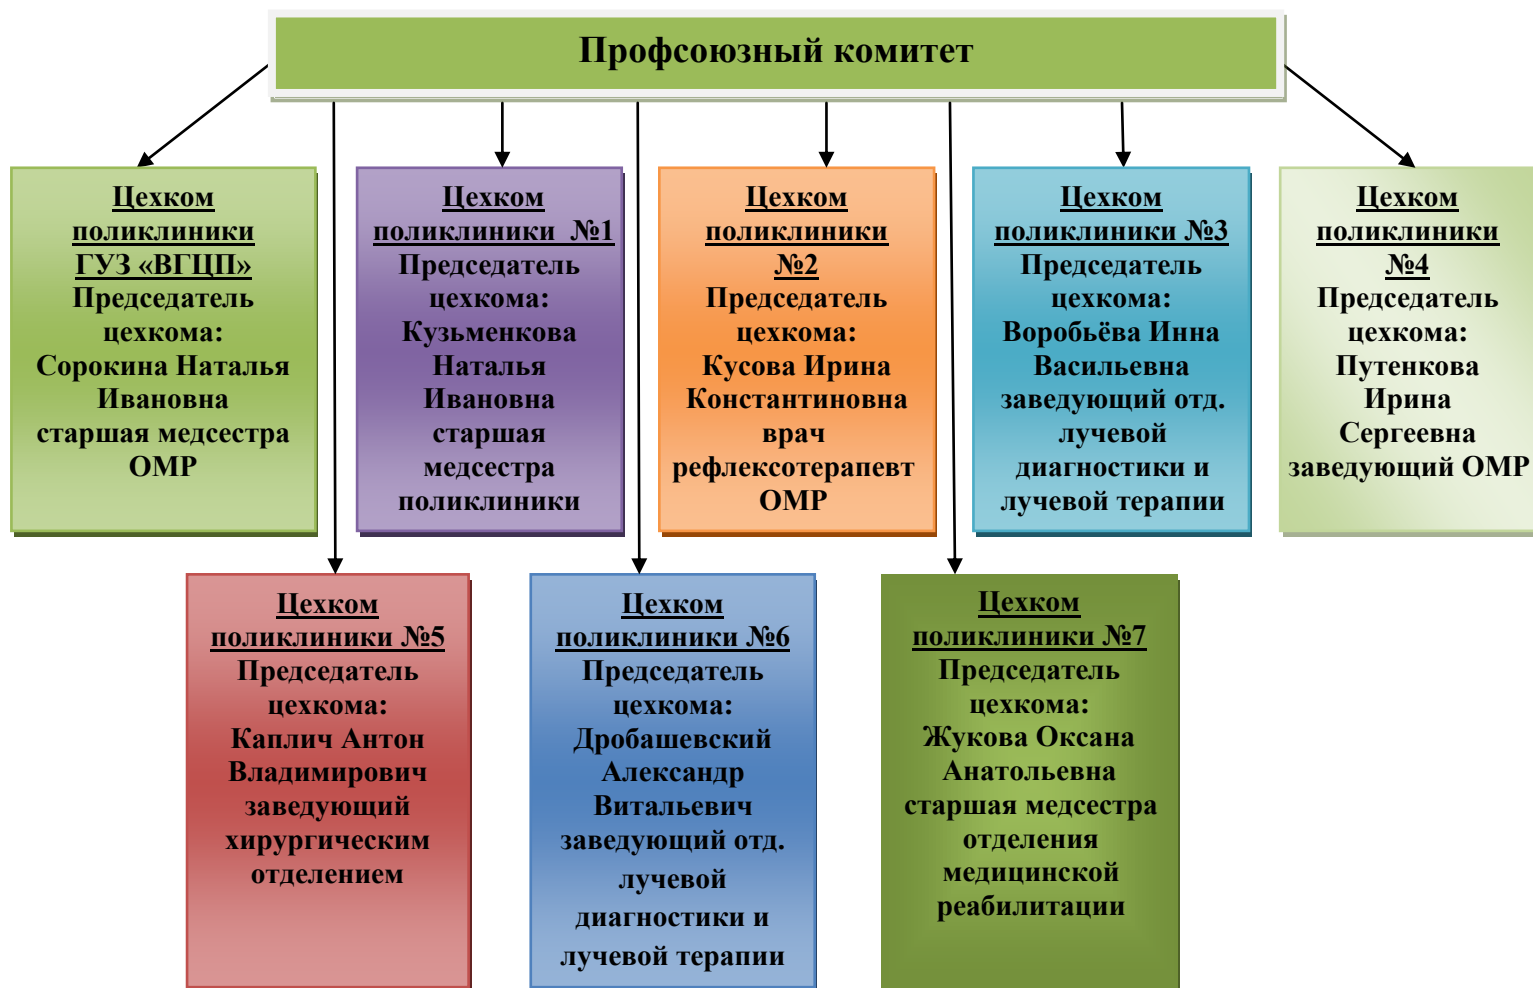 Профсоюзный комитет
Цехком
поликлиники
ГУЗ «ВГЦП»
Председатель
цехкома:
Сорокина Наталья
Ивановна
старшая медсестра
ОМР
Цехком
поликлиники №1
Председатель
цехкома:
Кузьменкова
Наталья
Ивановна
старшая
медсестра
поликлиники
Цехком
поликлиники
№2
Председатель
цехкома:
Кусова Ирина
Константиновна
врач
рефлексотерапевт
ОМР
Цехком
поликлиники №3
Председатель
цехкома:
Воробьёва Инна
Васильевна
заведующий отд.
лучевой
диагностики и
лучевой терапии
Цехком
поликлиники
№4
Председатель
цехкома:
Путенкова
Ирина
Сергеевна
заведующий ОМР
Цехком
поликлиники №5
Председатель
цехкома:
Каплич Антон
Владимирович
заведующий
хирургическим
отделением
Цехком
поликлиники №6
Председатель
цехкома:
Дробашевский
Александр
Витальевич
заведующий отд.
лучевой
диагностики и
лучевой терапии
Цехком
поликлиники №7
Председатель
цехкома:
Жукова Оксана
Анатольевна
старшая медсестра
отделения
медицинской
реабилитации